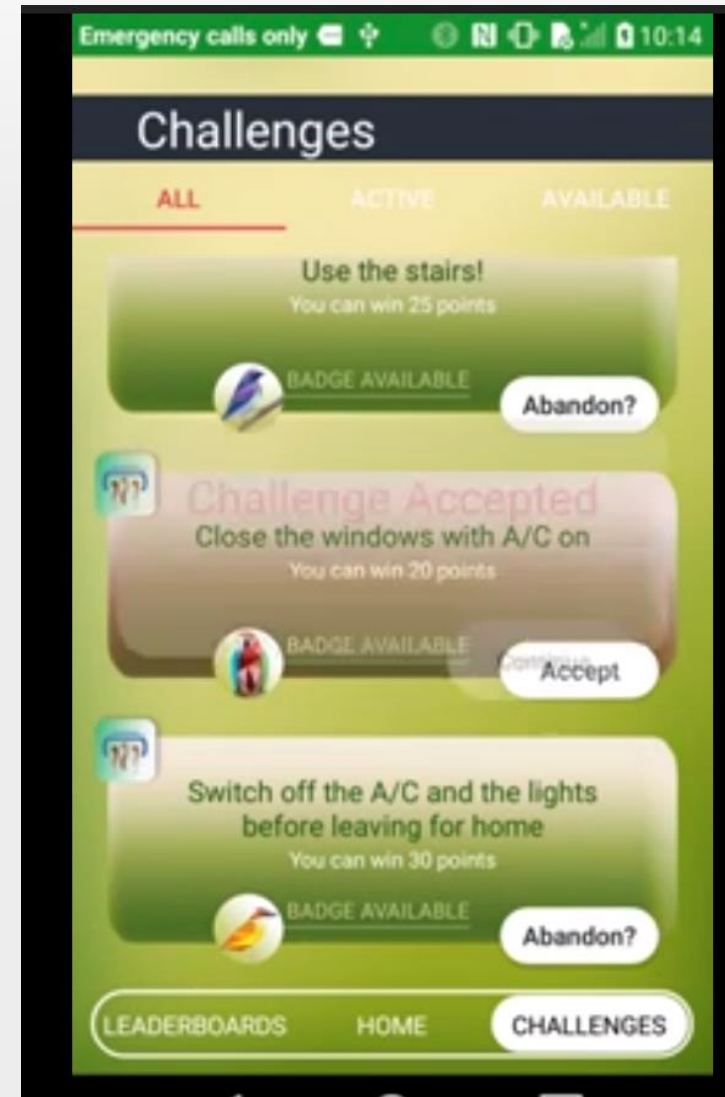 Emergency calls only 10:14
Challenges
ALL ACTIVE AVAILABLE
Use the stairs!
You can win 25 points
BADGE AVAILABLE
Abandon?
Challenge Accepted
Close the windows with A/C on
You can win 20 points
BADGE AVAILABLE
Continue
Accept
Switch off the A/C and the lights
before leaving for home
You can win 30 points
BADGE AVAILABLE
Abandon?
LEADERBOARDS HOME CHALLENGES